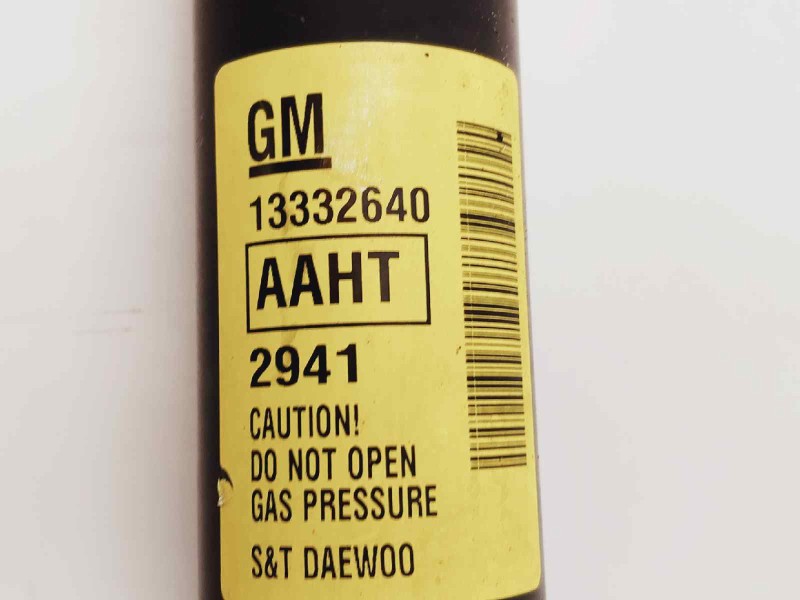 GM
13332640
AAHT
2941
CAUTION!
DO NOT OPEN
GAS PRESSURE
S&T DAEWOO